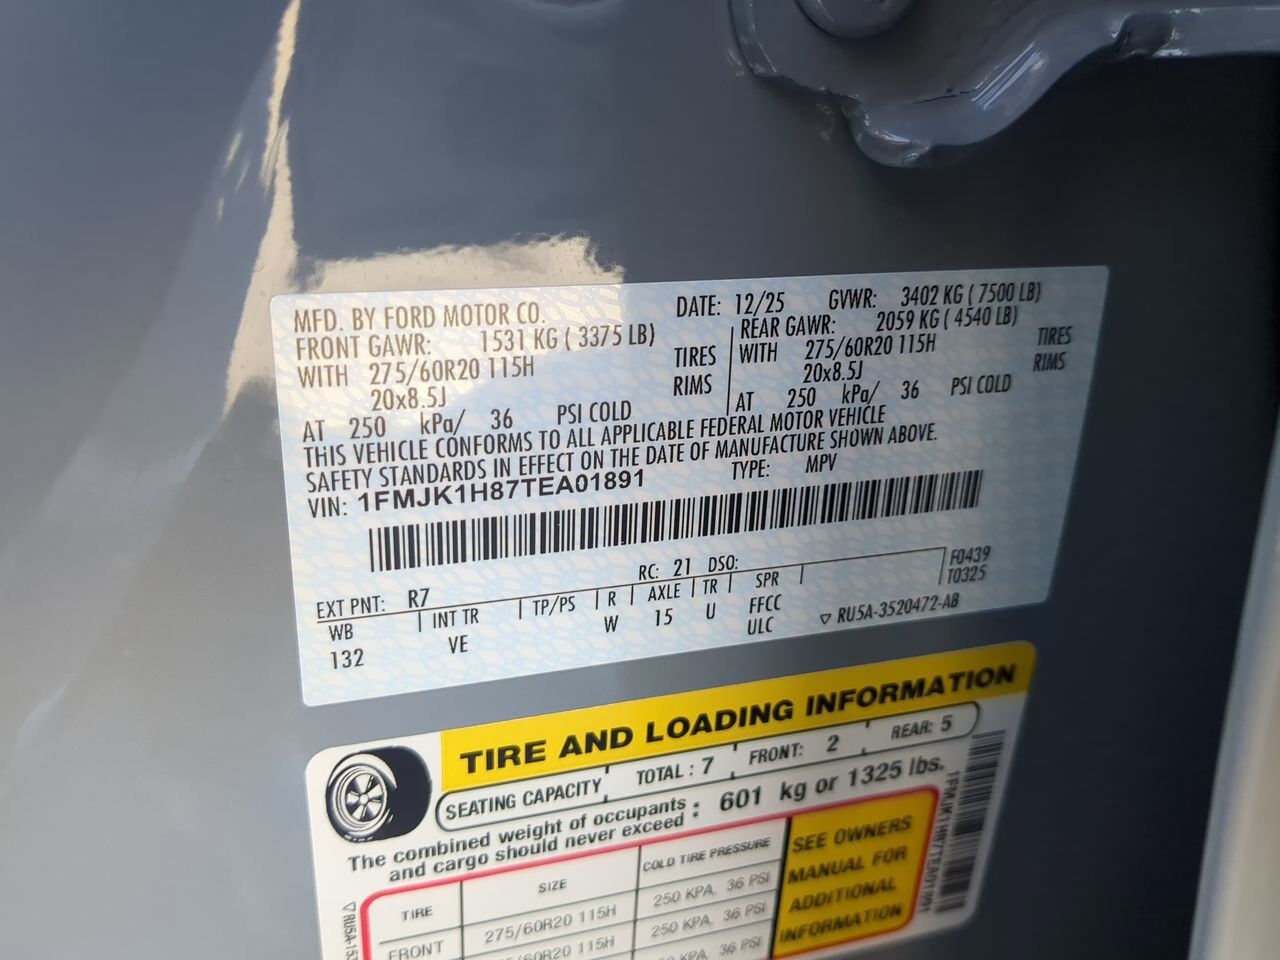 MFD. BY FORD MOTOR CO. DATE: 12/25 GVWR: 3402 KG ( 7500 LB)
FRONT GAWR: 1531 KG ( 3375 LB) REAR GAWR: 2059 KG ( 4540 LB)
WITH 275/60R20 115H TIRES WITH 275/60R20 115H TIRES
20x8.5J RIMS 20x8.5J RIMS
AT 250 kPa/ 36 PSI COLD AT 250 kPa/ 36 PSI COLD
THIS VEHICLE CONFORMS TO ALL APPLICABLE FEDERAL MOTOR VEHICLE
SAFETY STANDARDS IN EFFECT ON THE DATE OF MANUFACTURE SHOWN ABOVE.
VIN: 1FMJK1H87TEA01891 TYPE: MPV
EXT PNT: R7 RC: 21 DSO: F0439
WB INT TR TP/PS R AXLE TR SPR T0325
132 VE W 15 U FFCC RU5A-3520472-AB
ULC
TIRE AND LOADING INFORMATION
SEATING CAPACITY TOTAL : 7 FRONT: 2 REAR: 5
The combined weight of occupants and cargo should never exceed : 601 kg or 1325 lbs.
TIRE SIZE COLD TIRE PRESSURE
FRONT 275/60R20 115H 250 KPA, 36 PSI
60R20 115H 250 KPA, 36 PSI
KPA, 36 PSI
SEE OWNERS
MANUAL FOR
ADDITIONAL
INFORMATION
1FMJK1H87TEA01891